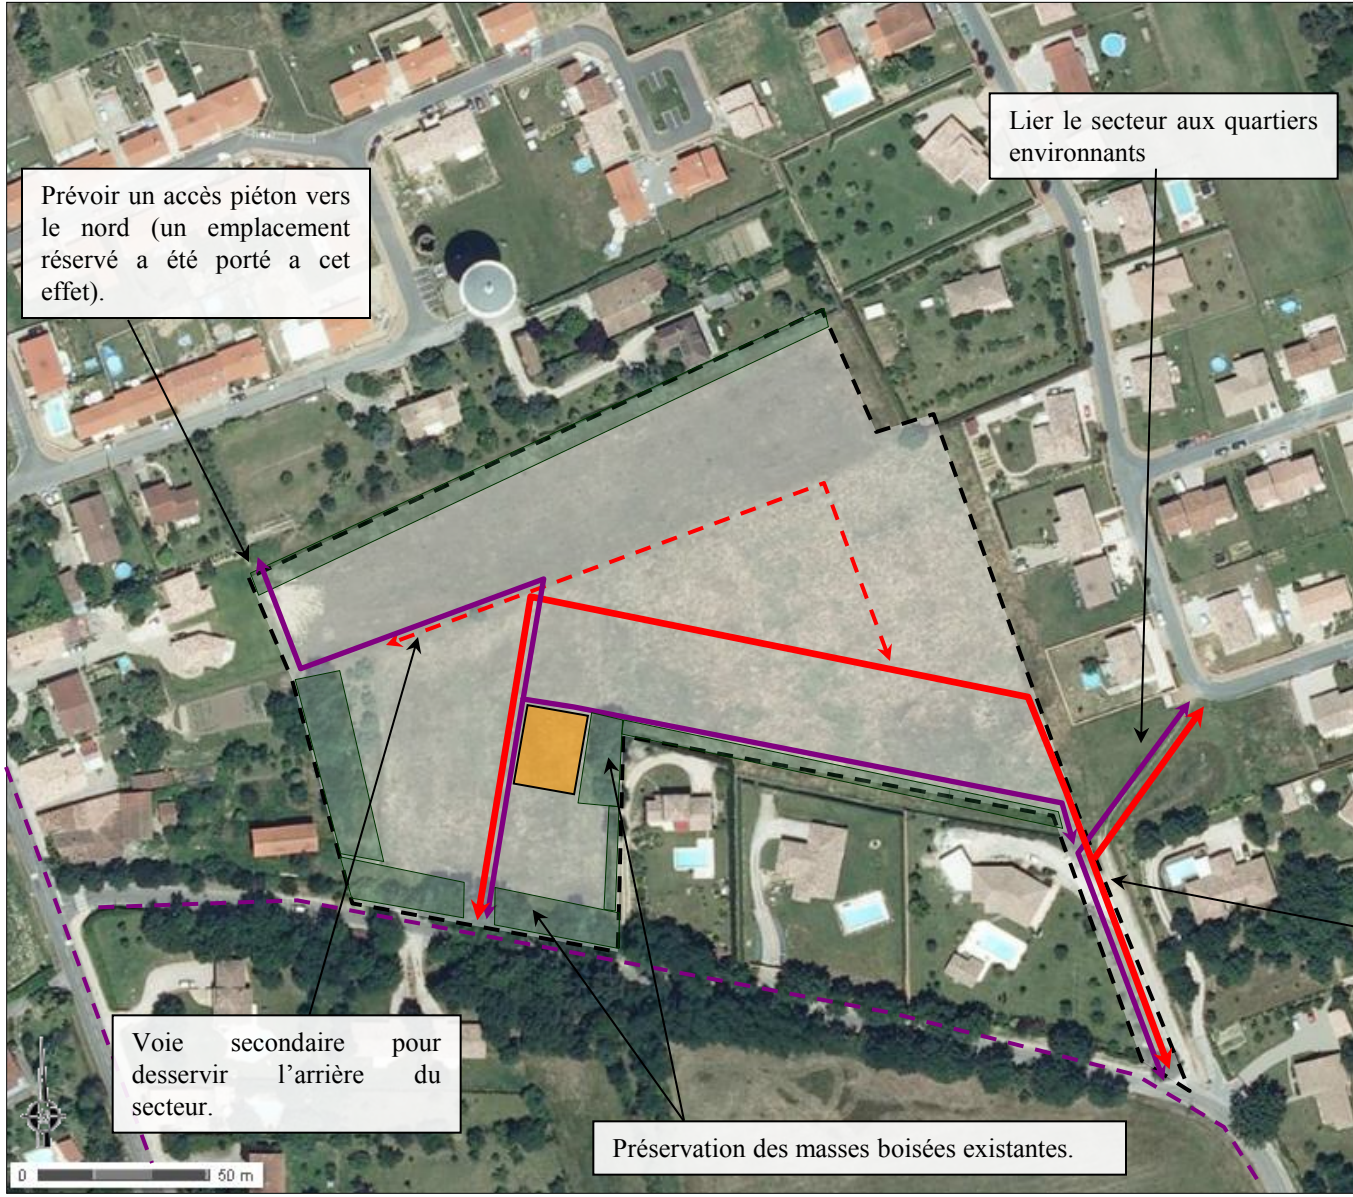 Lier le secteur aux quartiers
environnants
Prévoir un accès piéton vers
le nord (un emplacement
réservé a été porté a cet
effet).
Voie secondaire pour
desservir l'arrière du
secteur.
Préservation des masses boisées existantes.
0 50 m